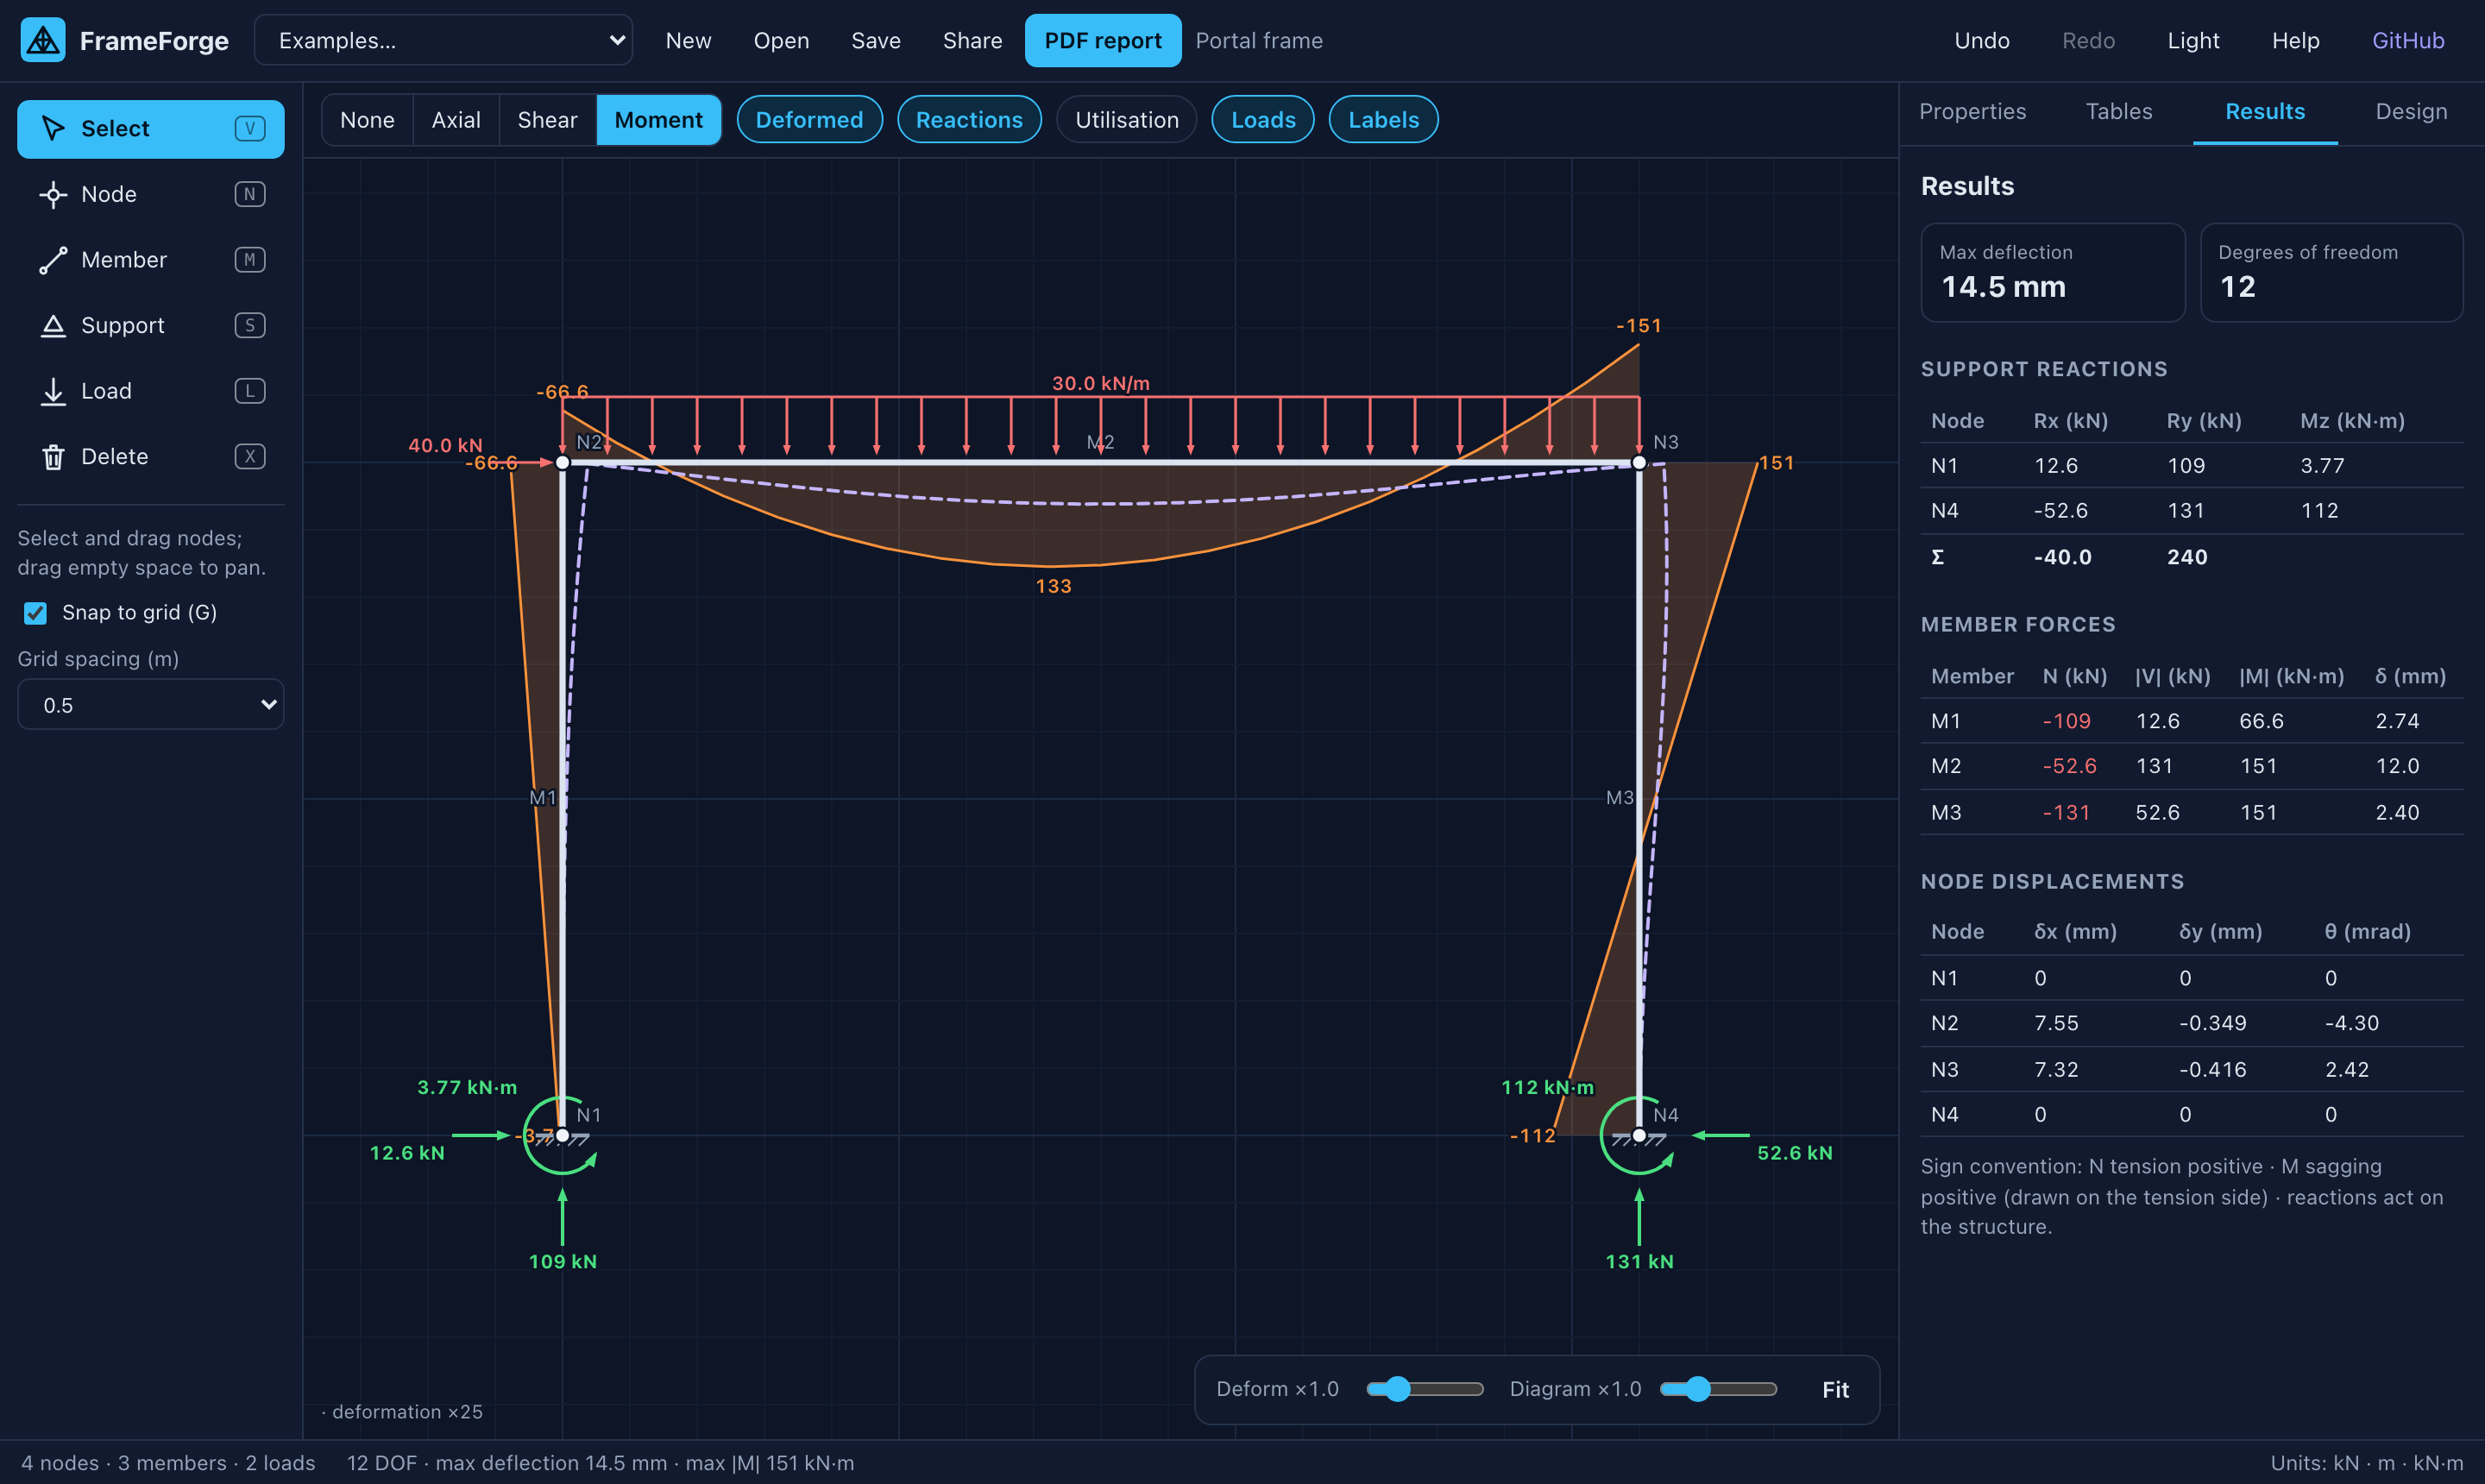 FrameForge
Examples...
New
Open
Save
Share
PDF report
Portal frame
Undo
Redo
Light
Help
GitHub
Select V
Node N
Member M
Support S
Load L
Delete X
Select and drag nodes;
drag empty space to pan.
Snap to grid (G)
Grid spacing (m)
0.5
None
Axial
Shear
Moment
Deformed
Reactions
Utilisation
Loads
Labels
-151
30.0 kN/m
-66.6
40.0 kN
N2
M2
N3
-66.6
151
133
M1
M3
3.77 kN·m
N1
12.6 kN
109 kN
112 kN·m
N4
-112
52.6 kN
131 kN
· deformation ×25
Deform ×1.0
Diagram ×1.0
Fit
Properties
Tables
Results
Design
Results
Max deflection
14.5 mm
Degrees of freedom
12
SUPPORT REACTIONS
Node Rx (kN) Ry (kN) Mz (kN·m)
N1 12.6 109 3.77
N4 -52.6 131 112
Σ -40.0 240
MEMBER FORCES
Member N (kN) |V| (kN) |M| (kN·m) δ (mm)
M1 -109 12.6 66.6 2.74
M2 -52.6 131 151 12.0
M3 -131 52.6 151 2.40
NODE DISPLACEMENTS
Node δx (mm) δy (mm) θ (mrad)
N1 0 0 0
N2 7.55 -0.349 -4.30
N3 7.32 -0.416 2.42
N4 0 0 0
Sign convention: N tension positive · M sagging
positive (drawn on the tension side) · reactions act on
the structure.
4 nodes · 3 members · 2 loads
12 DOF · max deflection 14.5 mm · max |M| 151 kN·m
Units: kN · m · kN·m